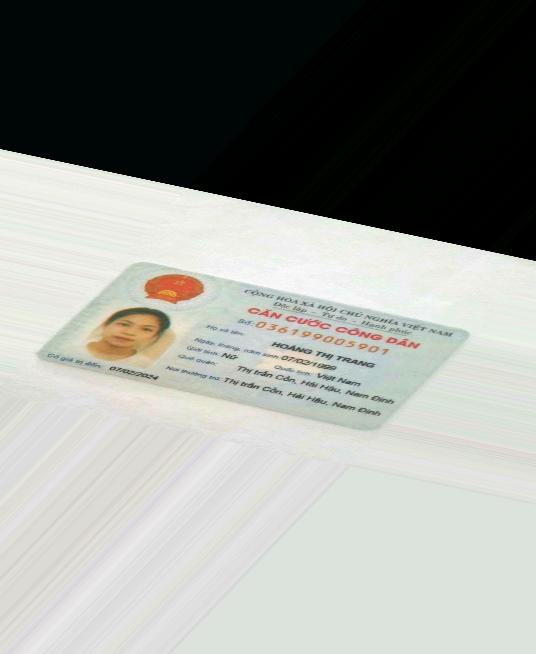 CỘNG HÒA XÃ HỘI CHỦ NGHĨA VIỆT NAM
Độc lập – Tự do – Hạnh phúc
CĂN CƯỚC CÔNG DÂN
Số: 036199005901
Họ và tên:
HOÀNG THỊ TRANG
Ngày, tháng, năm sinh: 07/02/1999
Giới tính: NỮ Quốc tịch: Việt Nam
Quê quán: Thị trấn Cồn, Hải Hậu, Nam Định
Nơi thường trú: Thị trấn Cồn, Hải Hậu, Nam Định
Có giá trị đến: 07/02/2024